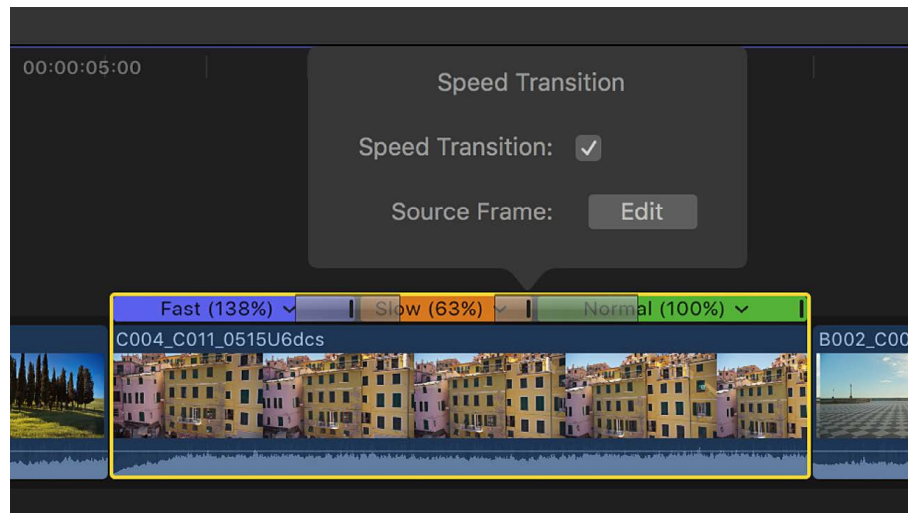 00:00:05:00
Speed Transition
Speed Transition:
Source Frame: Edit
Fast (138%) Slow (63%) Normal (100%)
C004_C011_0515U6dcs B002_C00